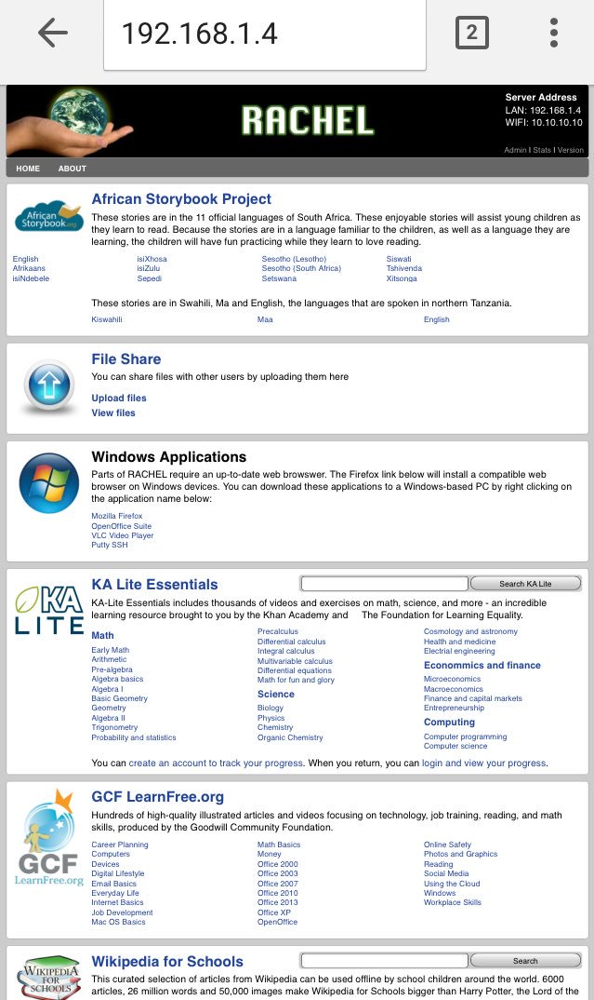 192.168.1.4
2
RACHEL
Server Address
LAN: 192.168.1.4
WIFI: 10.10.10.10
Admin | Stats | Version
HOME ABOUT
African Storybook.org
African Storybook Project
These stories are in the 11 official languages of South Africa. These enjoyable stories will assist young children as
they learn to read. Because the stories are in a language familiar to the children, as well as a language they are
learning, the children will have fun practicing while they learn to love reading.
English isiXhosa Sesotho (Lesotho) Siswati
Afrikaans isiZulu Sesotho (South Africa) Tshivenda
isiNdebele Sepedi Setswana Xitsonga
These stories are in Swahili, Ma and English, the languages that are spoken in northern Tanzania.
Kiswahili Maa English
File Share
You can share files with other users by uploading them here
Upload files
View files
Windows Applications
Parts of RACHEL require an up-to-date web browswer. The Firefox link below will install a compatible web
browser on Windows devices. You can download these applications to a Windows-based PC by right clicking on
the application name below:
Mozilla Firefox
OpenOffice Suite
VLC Video Player
Putty SSH
KA LITE
KA Lite Essentials
Search KA Lite
KA-Lite Essentials includes thousands of videos and exercises on math, science, and more - an incredible
learning resource brought to you by the Khan Academy and The Foundation for Learning Equality.
Math
Early Math
Arithmetic
Pre-algebra
Algebra basics
Algebra I
Basic Geometry
Geometry
Algebra II
Trigonometry
Probability and statistics
Precalculus
Differential calculus
Integral calculus
Multivariable calculus
Differential equations
Math for fun and glory
Science
Biology
Physics
Chemistry
Organic Chemistry
Cosmology and astronomy
Health and medicine
Electrial engineering
Econommics and finance
Microeconomics
Macroeconomics
Finance and capital markets
Entrepreneurship
Computing
Computer programming
Computer science
You can create an account to track your progress. When you return, you can login and view your progress.
GCF
LearnFree.org
GCF LearnFree.org
Hundreds of high-quality illustrated articles and videos focusing on technology, job training, reading, and math
skills, produced by the Goodwill Community Foundation.
Career Planning
Computers
Devices
Digital Lifestyle
Email Basics
Everyday Life
Internet Basics
Job Development
Mac OS Basics
Math Basics
Money
Office 2000
Office 2003
Office 2007
Office 2010
Office 2013
Office XP
OpenOffice
Online Safety
Photos and Graphics
Reading
Social Media
Using the Cloud
Windows
Workplace Skills
WIKIPEDIA
FOR
SCHOOLS
Wikipedia for Schools
Search
This curated selection of articles from Wikipedia can be used offline by school children around the world. 6000
articles, 26 million words and 50,000 images make Wikipedia for Schools bigger than Harry Potter, the Lord of the